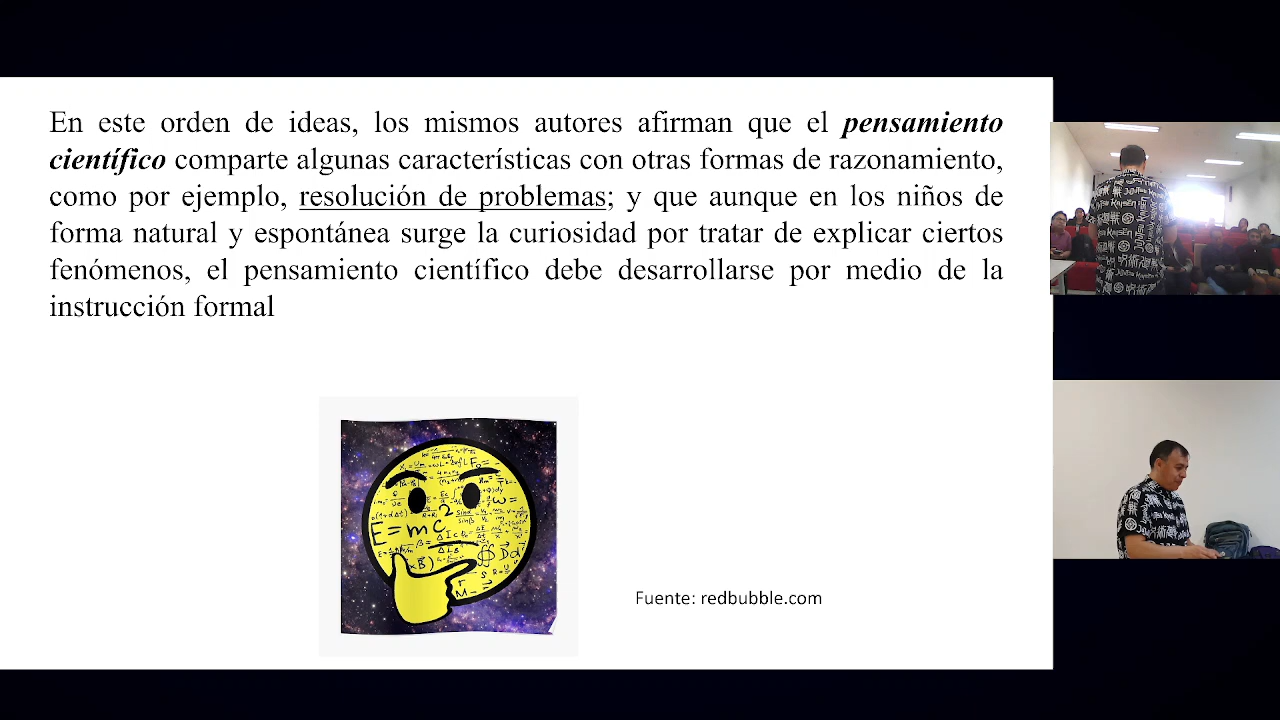 En este orden de ideas, los mismos autores afirman que el pensamiento
científico comparte algunas características con otras formas de razonamiento,
como por ejemplo, resolución de problemas; y que aunque en los niños de
forma natural y espontánea surge la curiosidad por tratar de explicar ciertos
fenómenos, el pensamiento científico debe desarrollarse por medio de la
instrucción formal
E=mc²
Fuente: redbubble.com
JUJUTSU KAISEN